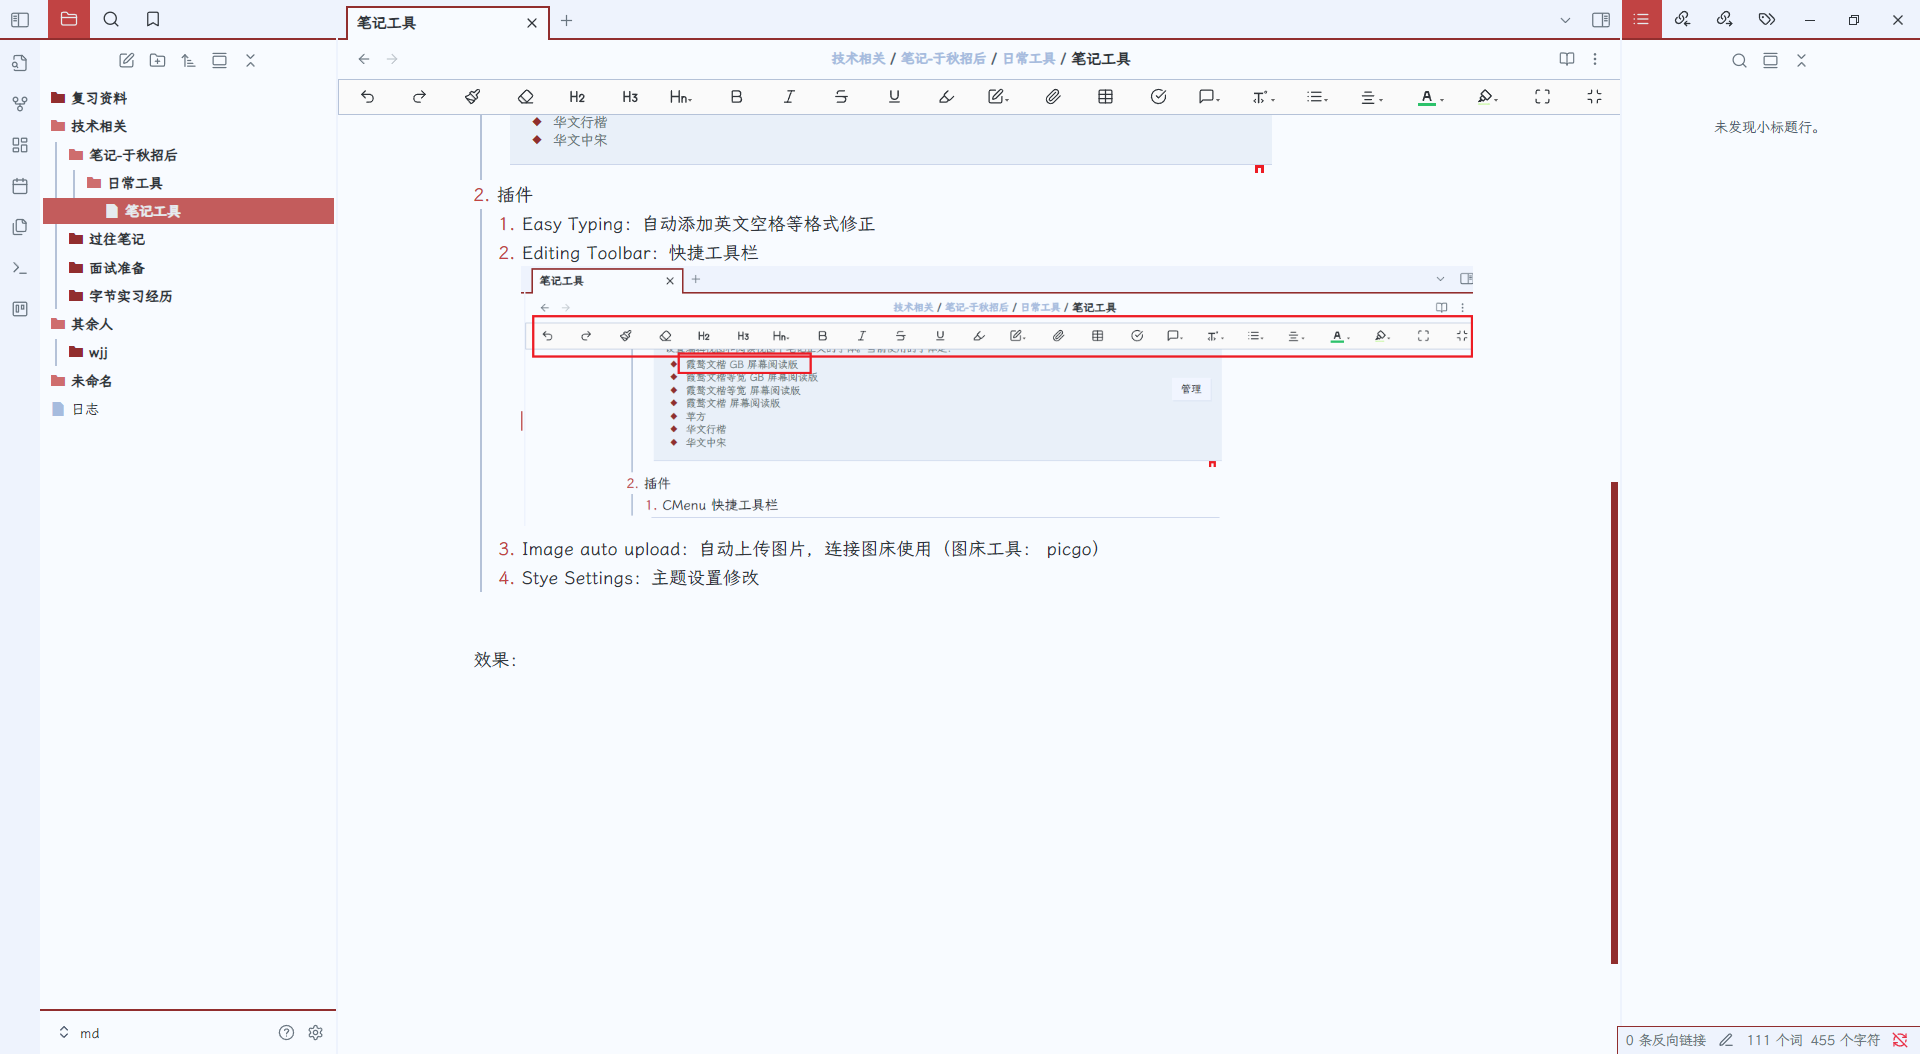 笔记工具
技术相关 / 笔记-于秋招后 / 日常工具 / 笔记工具
H2 H3 Hn B I S U T A
复习资料
技术相关
笔记-于秋招后
日常工具
笔记工具
过往笔记
面试准备
字节实习经历
其余人
wjj
未命名
日志
md
华文行楷
华文中宋
2. 插件
1. Easy Typing：自动添加英文空格等格式修正
2. Editing Toolbar：快捷工具栏
笔记工具
技术相关 / 笔记-于秋招后 / 日常工具 / 笔记工具
H2 H3 Hn B I S U T A
霞鹜文楷 GB 屏幕阅读版
霞鹜文楷等宽 GB 屏幕阅读版
霞鹜文楷等宽 屏幕阅读版
管理
霞鹜文楷 屏幕阅读版
苹方
华文行楷
华文中宋
2. 插件
1. CMenu 快捷工具栏
3. Image auto upload：自动上传图片，连接图床使用（图床工具： picgo）
4. Stye Settings：主题设置修改
效果：
未发现小标题行。
0 条反向链接 111 个词 455 个字符